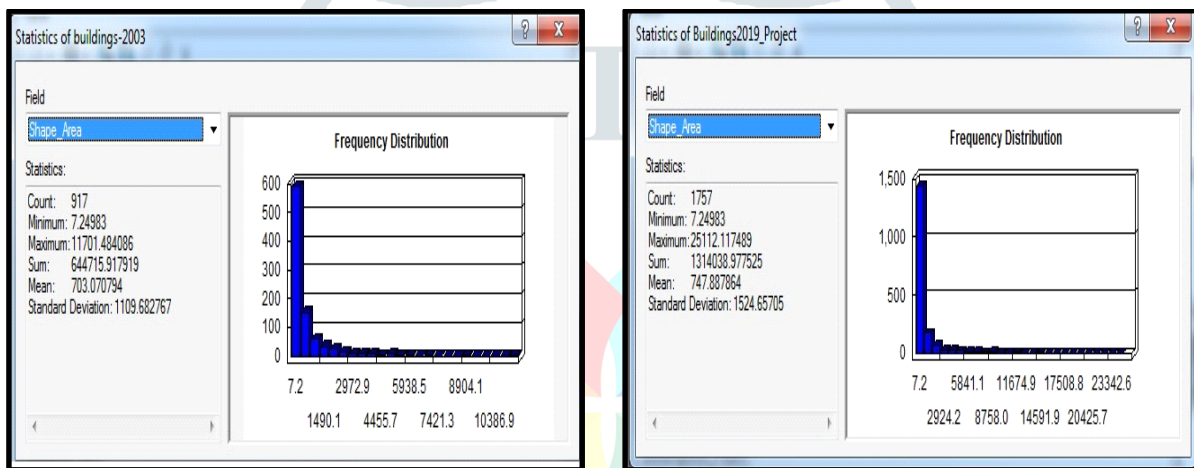 Statistics of buildings-2003
Field
Shape_Area
Statistics:
Count: 917
Minimum: 7.24983
Maximum: 11701.484086
Sum: 644715.917919
Mean: 703.070794
Standard Deviation: 1109.682767
Frequency Distribution
600
500
400
300
200
100
0
7.2 2972.9 5938.5 8904.1
1490.1 4455.7 7421.3 10386.9
Statistics of Buildings2019_Project
Field
Shape_Area
Statistics:
Count: 1757
Minimum: 7.24983
Maximum: 25112.117489
Sum: 1314038.977525
Mean: 747.887864
Standard Deviation: 1524.65705
Frequency Distribution
1,500
1,000
500
0
7.2 5841.1 11674.9 17508.8 23342.6
2924.2 8758.0 14591.9 20425.7